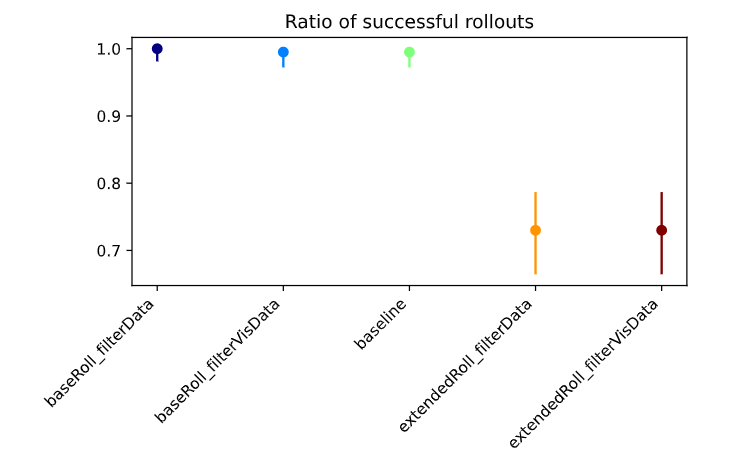 Ratio of successful rollouts
1.0
0.9
0.8
0.7
baseRoll_filterData
baseRoll_filterVisData
baseline
extendedRoll_filterData
extendedRoll_filterVisData